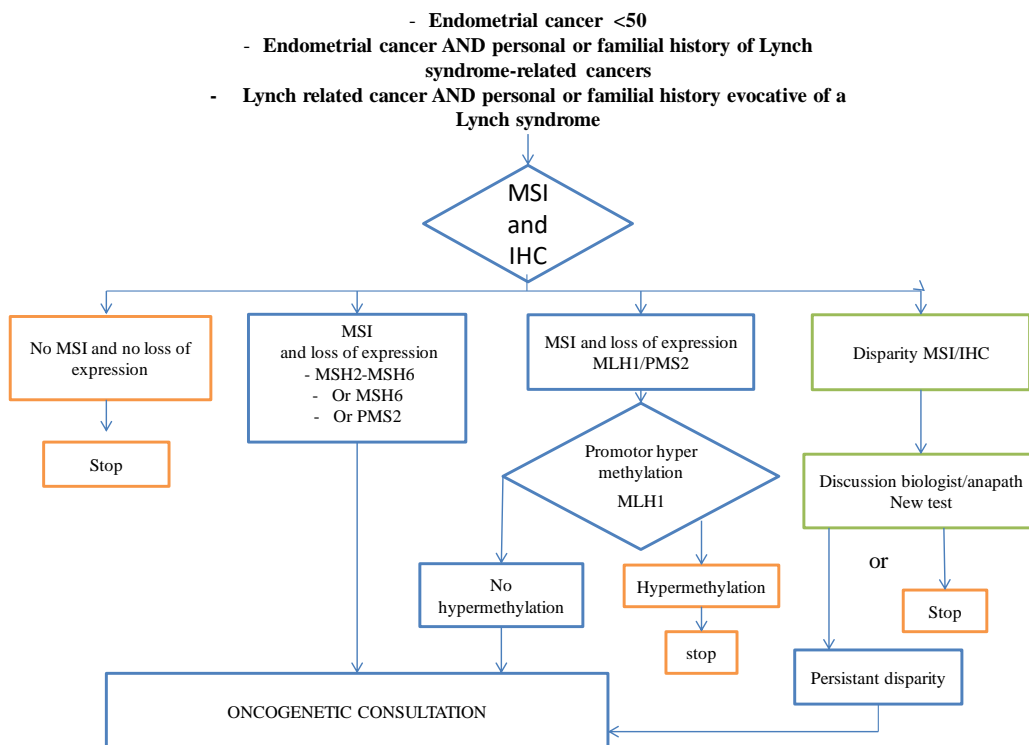 - Endometrial cancer <50
- Endometrial cancer AND personal or familial history of Lynch
syndrome-related cancers
- Lynch related cancer AND personal or familial history evocative of a
Lynch syndrome
MSI
and
IHC
No MSI and no loss of
expression
MSI
and loss of expression
- MSH2-MSH6
- Or MSH6
- Or PMS2
MSI and loss of expression
MLH1/PMS2
Disparity MSI/IHC
Stop
Promotor hyper
methylation
MLH1
Discussion biologist/anapath
New test
or
No
hypermethylation
Hypermethylation
Stop
stop
Persistant disparity
ONCOGENETIC CONSULTATION